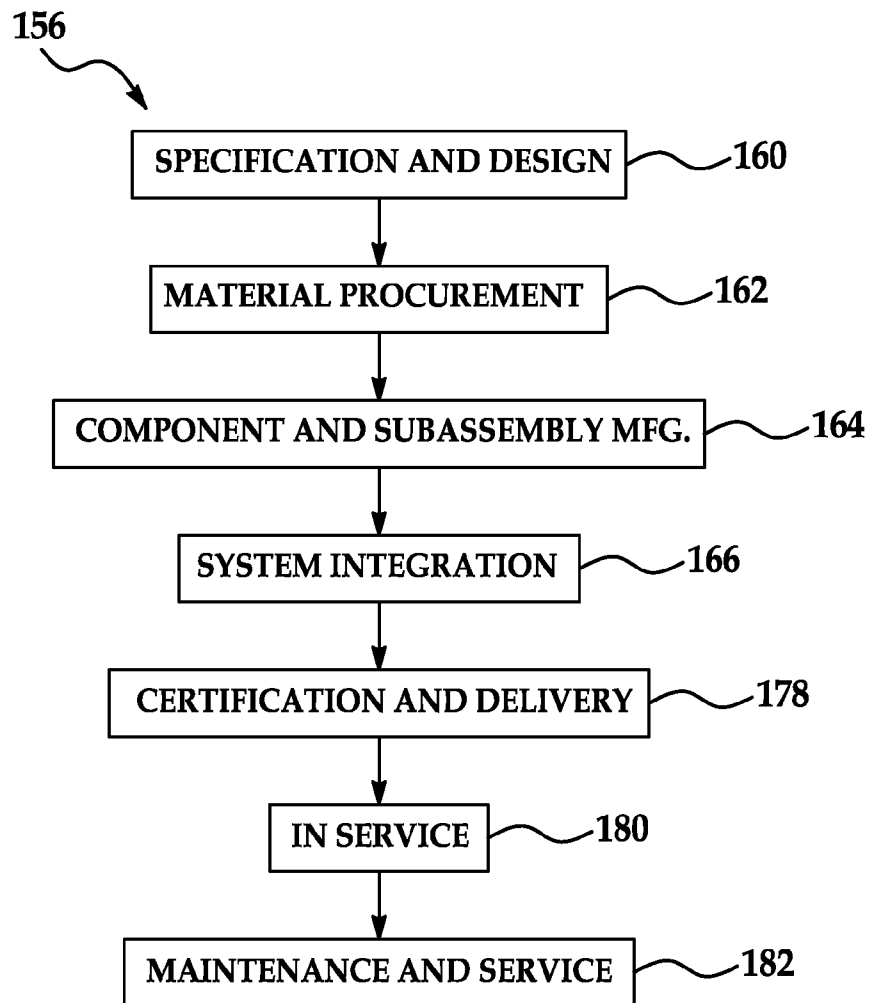 156
SPECIFICATION AND DESIGN
160
MATERIAL PROCUREMENT
162
COMPONENT AND SUBASSEMBLY MFG.
164
SYSTEM INTEGRATION
166
CERTIFICATION AND DELIVERY
178
IN SERVICE
180
MAINTENANCE AND SERVICE
182